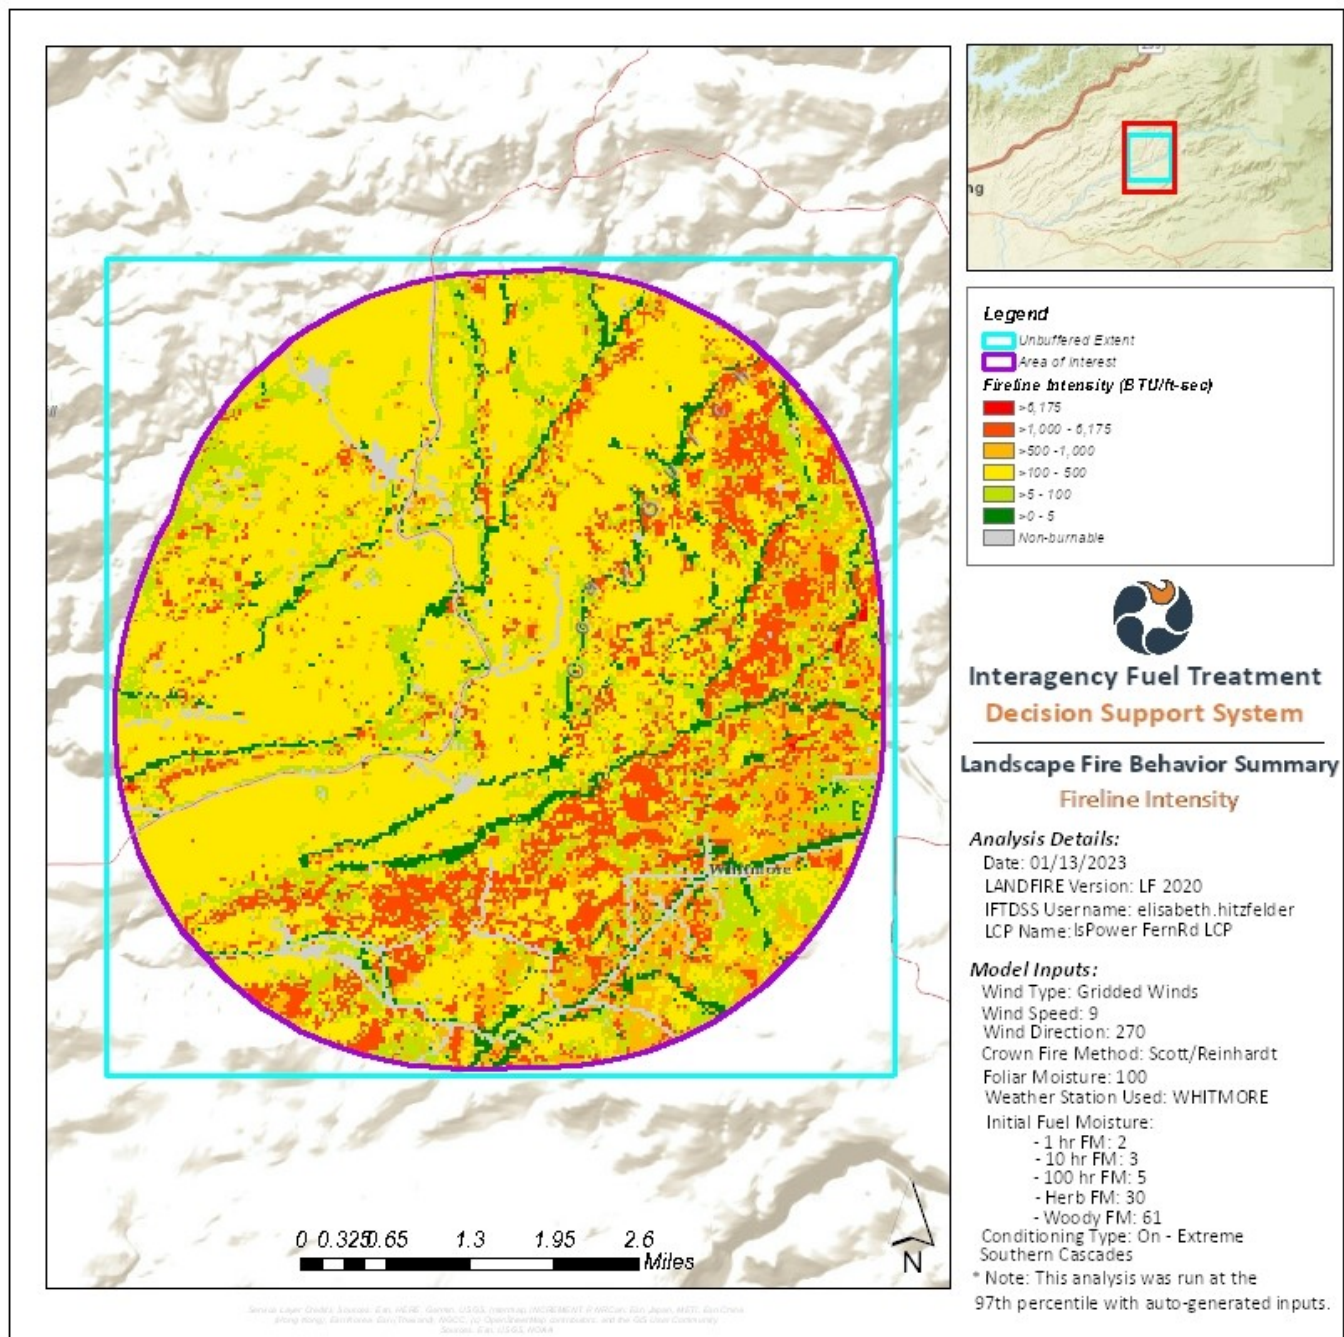 Whitmore
0 0.325 0.65 1.3 1.95 2.6
Miles
N
Legend
Unbuffered Extent
Area of Interest
Fireline Intensity (BTU/ft-sec)
>6,175
>1,000 - 6,175
>500 -1,000
>100 - 500
>5 - 100
>0 - 5
Non-burnable
Interagency Fuel Treatment
Decision Support System
Landscape Fire Behavior Summary
Fireline Intensity
Analysis Details:
Date: 01/13/2023
LANDFIRE Version: LF 2020
IFTDSS Username: elisabeth.hitzfelder
LCP Name: IsPower FernRd LCP
Model Inputs:
Wind Type: Gridded Winds
Wind Speed: 9
Wind Direction: 270
Crown Fire Method: Scott/Reinhardt
Foliar Moisture: 100
Weather Station Used: WHITMORE
Initial Fuel Moisture:
- 1 hr FM: 2
- 10 hr FM: 3
- 100 hr FM: 5
- Herb FM: 30
- Woody FM: 61
Conditioning Type: On - Extreme
Southern Cascades
* Note: This analysis was run at the
97th percentile with auto-generated inputs.